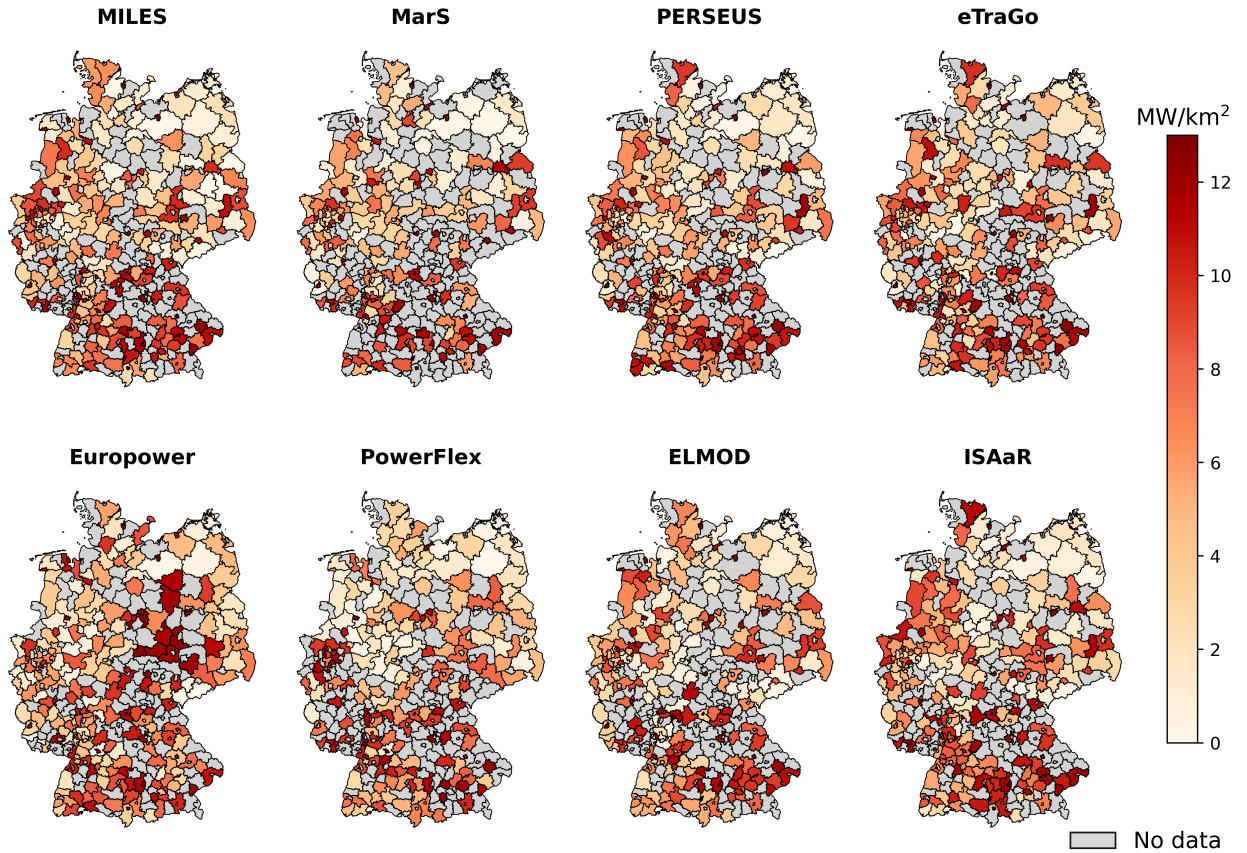 MILES
MarS
PERSEUS
eTraGo
MW/km²
12
10
8
6
4
2
0
Europower
PowerFlex
ELMOD
ISAaR
No data